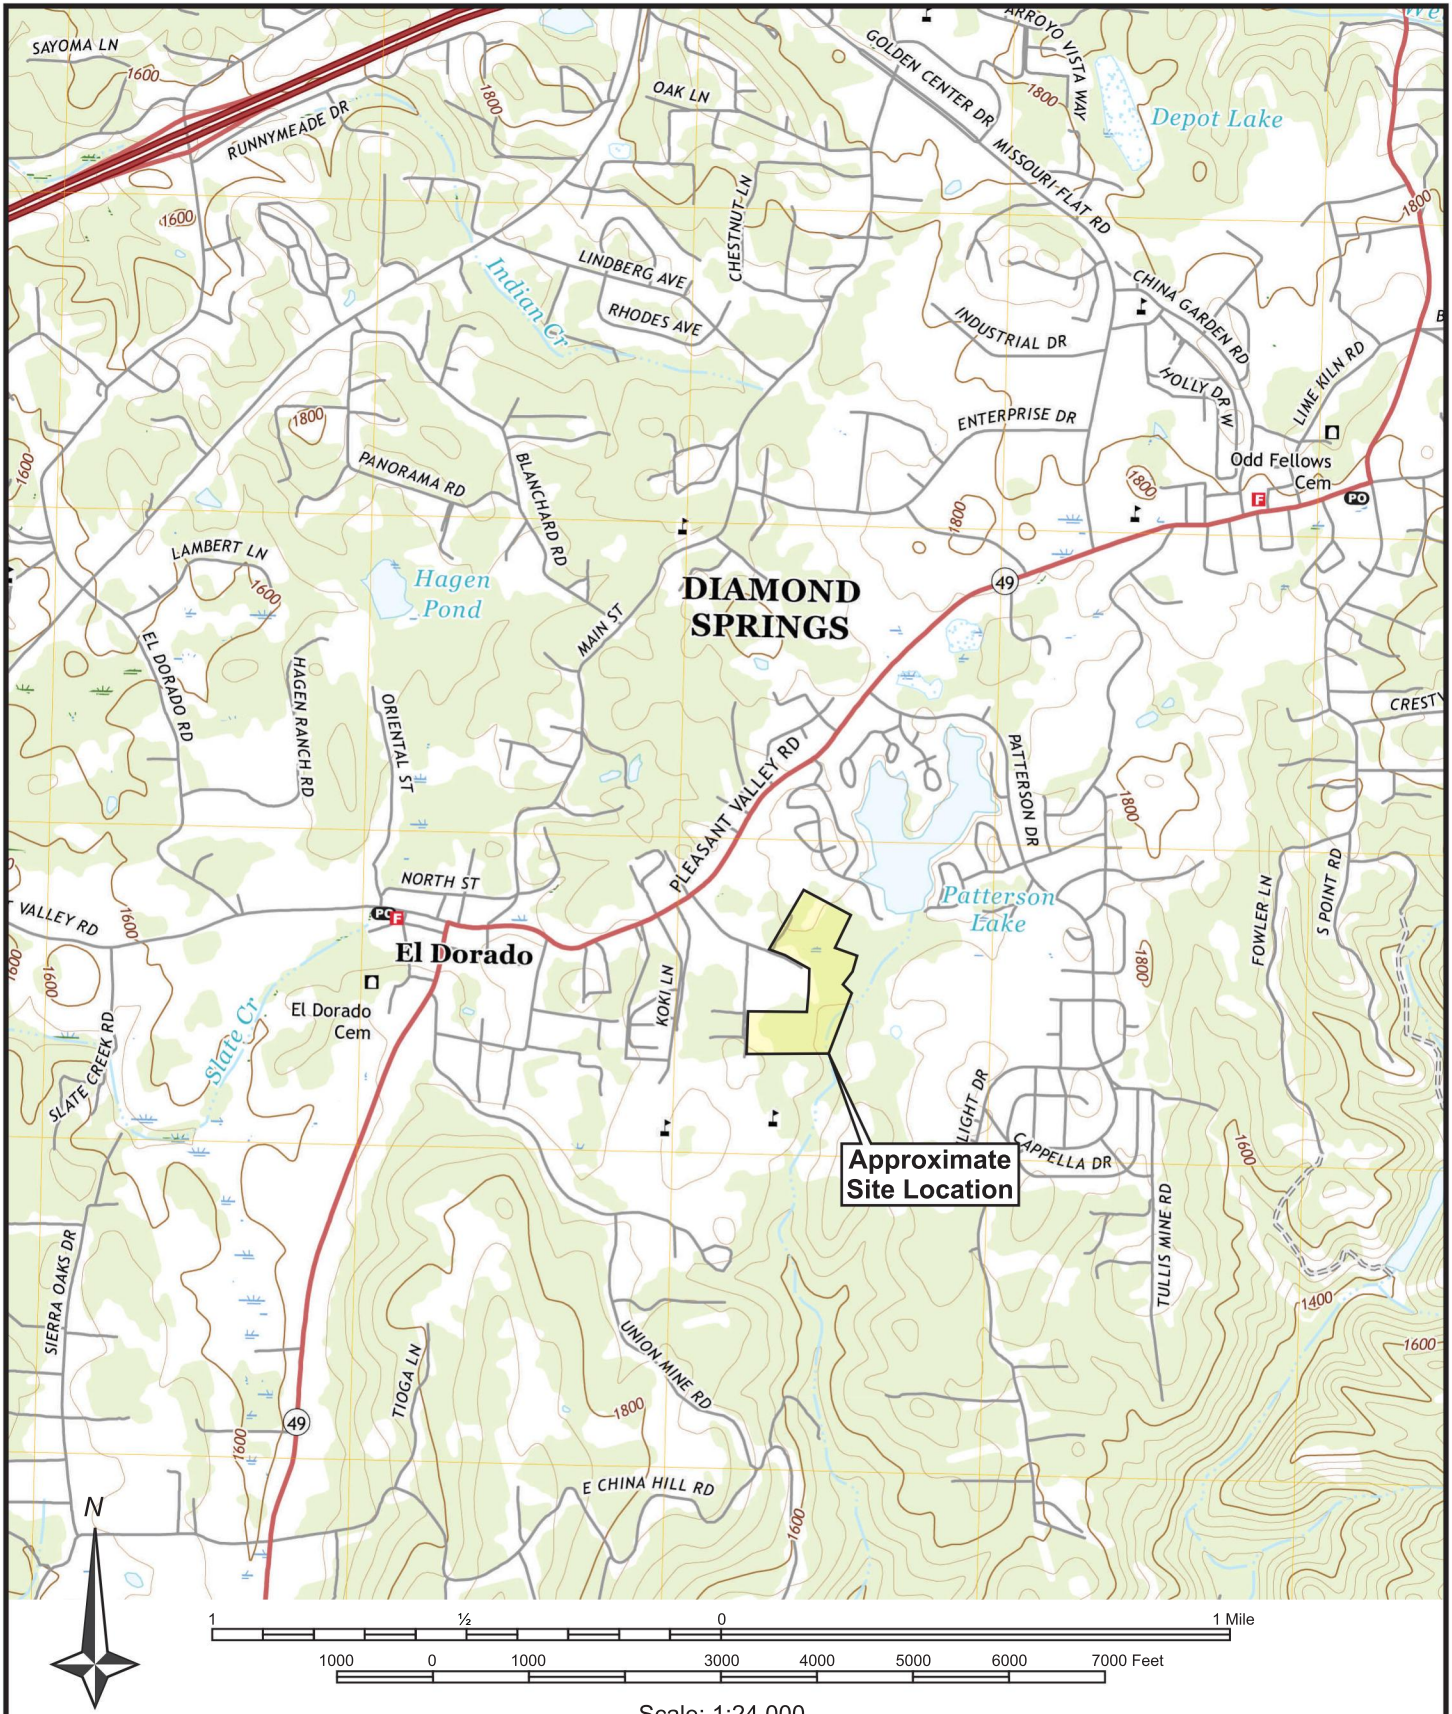 We
SAYOMA LN
1600
RUNNYMEADE DR
1600
1800
OAK LN
GOLDEN CENTER DR
ARROYO VISTA WAY
1800
Depot Lake
MISSOURI FLAT RD
1800
CHESTNUT LN
Indian Cr
LINDBERG AVE
RHODES AVE
CHINA GARDEN RD
INDUSTRIAL DR
HOLLY DR W
LIME KILN RD
B
ENTERPRISE DR
1800
1600
PANORAMA RD
BLANCHARD RD
Odd Fellows
Cem
1800
F
PO
1800
49
LAMBERT LN
1600
Hagen
Pond
DIAMOND
SPRINGS
MAIN ST
EL DORADO RD
HAGEN RANCH RD
ORIENTAL ST
CRESTV
PLEASANT VALLEY RD
PATTERSON DR
1800
NORTH ST
Patterson
Lake
FOWLER LN
S POINT RD
0
T VALLEY RD
1600
PO
F
El Dorado
1600
1600
1800
KOKI LN
El Dorado
Cem
Slate Cr
SLATE CREEK RD
LIGHT DR
CAPPELLA DR
1600
Approximate
Site Location
TULLIS MINE RD
SIERRA OAKS DR
1400
1600
UNION MINE RD
TIOGA LN
1800
49
1600
E CHINA HILL RD
1600
N
1 ½ 0 1 Mile
1000 0 1000 3000 4000 5000 6000 7000 Feet
Scale: 1:24,000